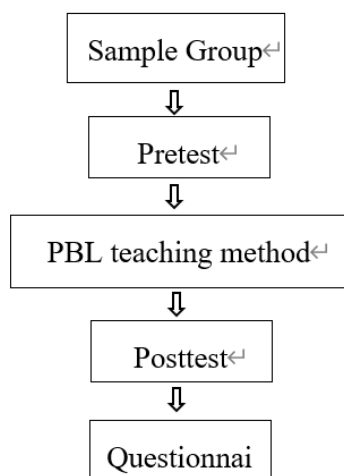 Sample Group
Pretest
PBL teaching method
Posttest
Questionnai